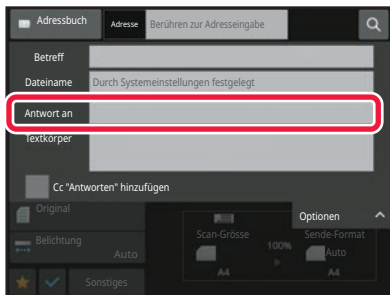 Adressbuch
Adresse
Berühren zur Adresseingabe
Betreff
Dateiname
Durch Systemeinstellungen festgelegt
Antwort an
Textkörper
Cc "Antworten" hinzufügen
Original
Optionen
Scan-Grösse
Sende-Format
Belichtung
Auto
100%
Auto
A4
A4
Sonstiges